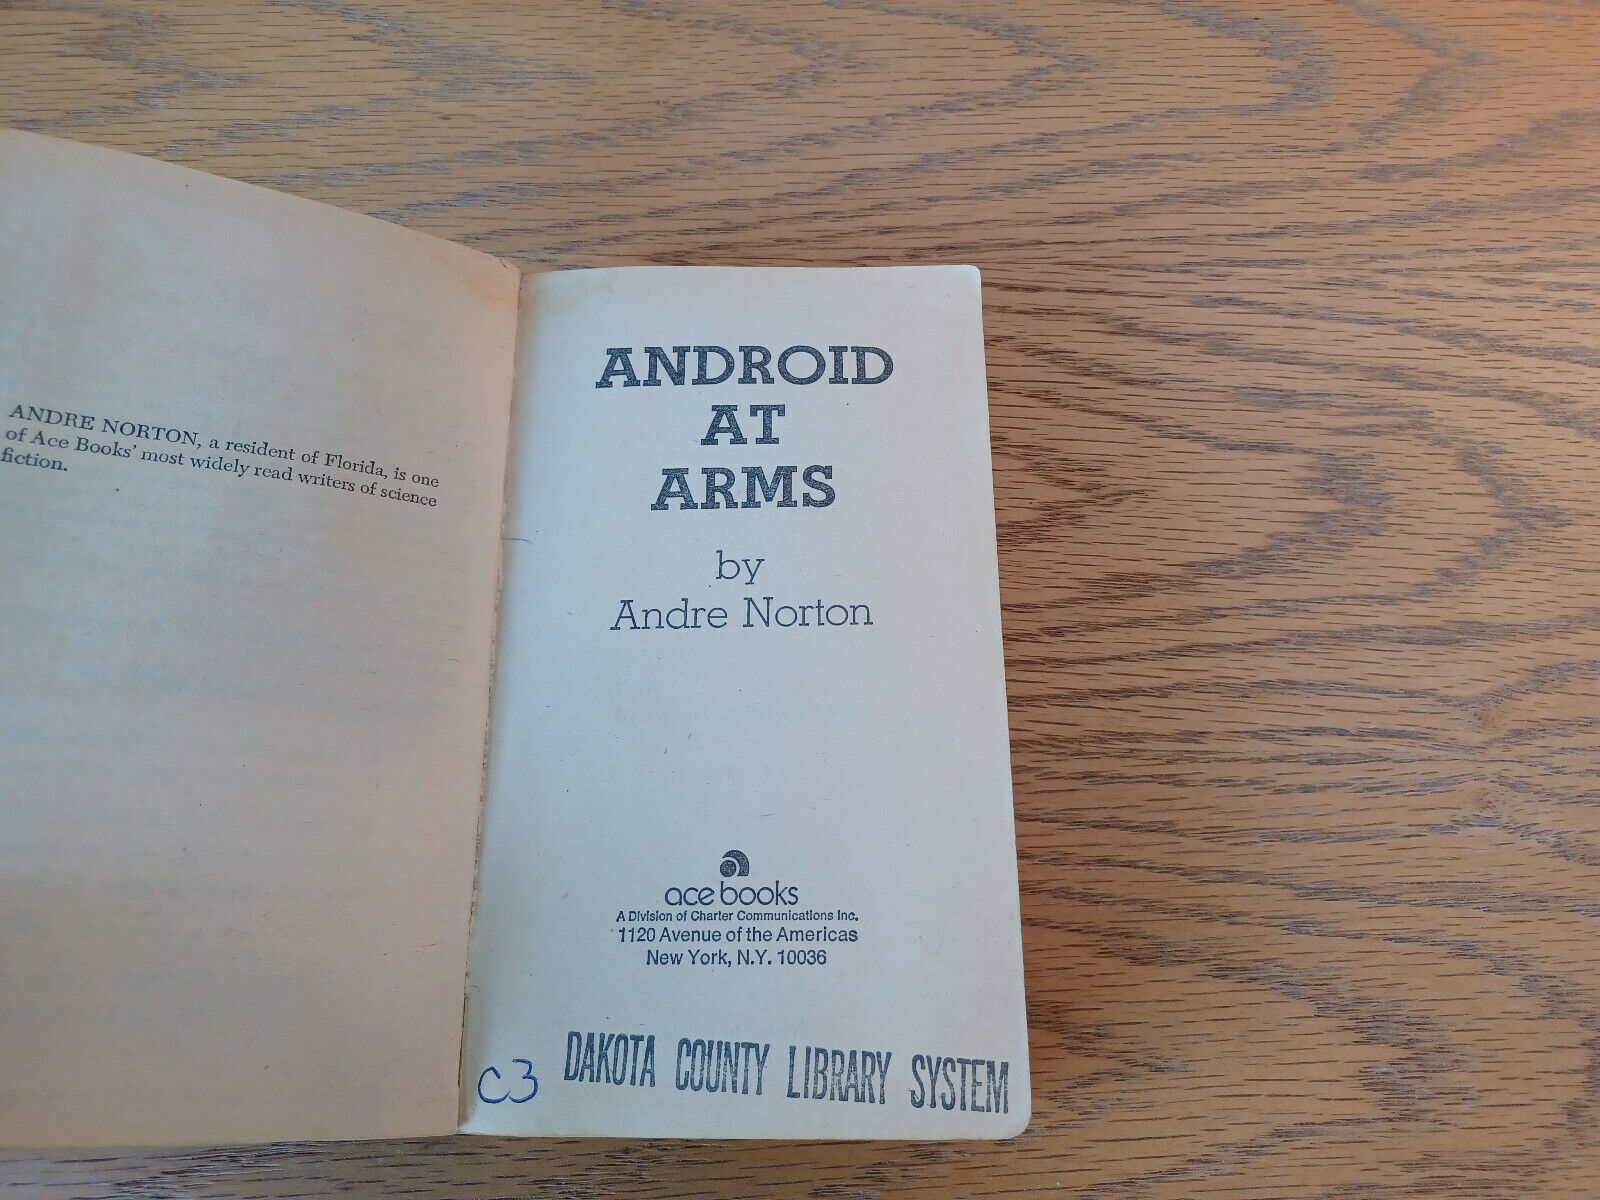 ANDRE NORTON, a resident of Florida, is one
of Ace Books' most widely read writers of science
fiction.
ANDROID
AT
ARMS
by
Andre Norton
ace books
A Division of Charter Communications Inc.
1120 Avenue of the Americas
New York, N.Y. 10036
C3
DAKOTA COUNTY LIBRARY SYSTEM